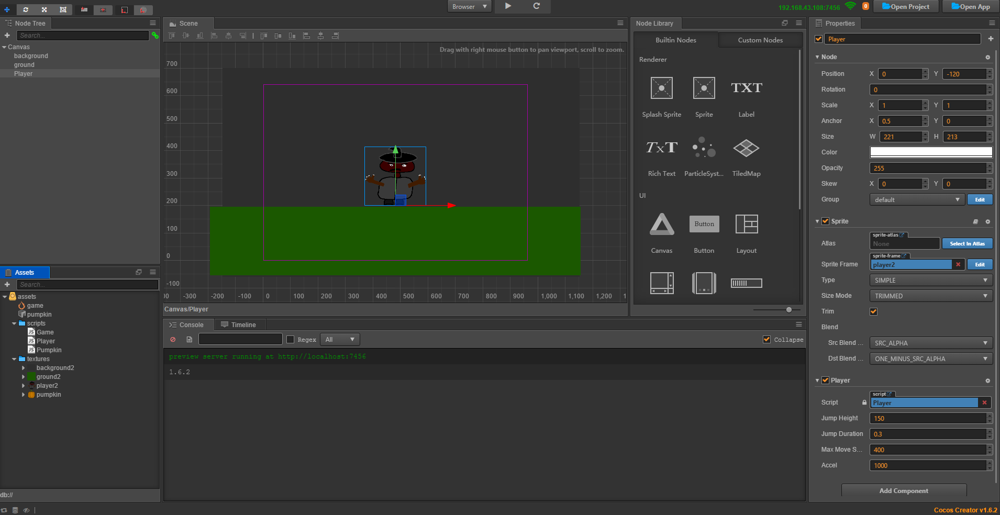 Browser
192.168.43.108:7456
0
Open Project
Open App
Node Tree
Search...
Canvas
background
ground
Player
Scene
Drag with right mouse button to pan viewport, scroll to zoom.
700
600
500
400
300
200
100
0
-100
-300
-200
-100
0
100
200
300
400
500
600
700
800
900
1,000
1,100
1,200
Canvas/Player
Node Library
Builtin Nodes
Custom Nodes
Renderer
TXT
Splash Sprite
Sprite
Label
TxT
Rich Text
ParticleSyst...
TiledMap
UI
Button
Canvas
Button
Layout
Assets
Search...
assets
game
pumpkin
scripts
JS Game
JS Player
JS Pumpkin
textures
background2
ground2
player2
pumpkin
db://
Console
Timeline
Regex
All
Collapse
preview server running at http://localhost:7456
1.6.2
Properties
Player
Node
Position X 0 Y -120
Rotation 0
Scale X 1 Y 1
Anchor X 0.5 Y 0
Size W 221 H 213
Color
Opacity 255
Skew X 0 Y 0
Group default Edit
Sprite
sprite-atlas
Atlas None Select In Atlas
sprite-frame
Sprite Frame player2 Edit
Type SIMPLE
Size Mode TRIMMED
Trim
Blend
Src Blend ... SRC_ALPHA
Dst Blend ... ONE_MINUS_SRC_ALPHA
Player
script
Script Player
Jump Height 150
Jump Duration 0.3
Max Move S... 400
Accel 1000
Add Component
Cocos Creator v1.6.2